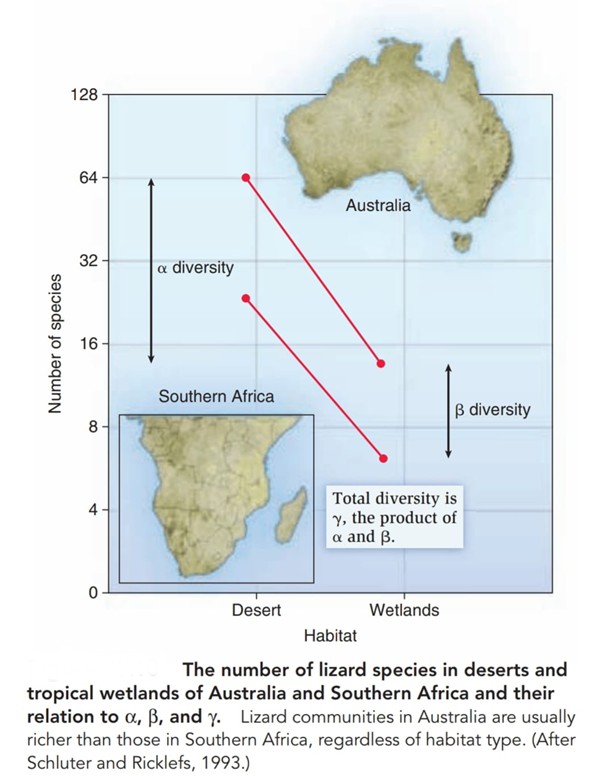 128
64
32
16
8
4
0
Number of species
Australia
α diversity
Southern Africa
β diversity
Total diversity is
γ, the product of
α and β.
Desert
Wetlands
Habitat
The number of lizard species in deserts and
tropical wetlands of Australia and Southern Africa and their
relation to α, β, and γ. Lizard communities in Australia are usually
richer than those in Southern Africa, regardless of habitat type. (After
Schluter and Ricklefs, 1993.)